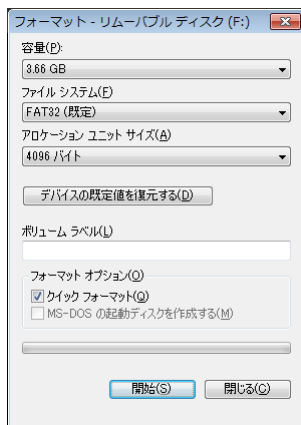 フォーマット - リムーバブル ディスク (F:)
容量(P):
3.66 GB
ファイル システム(F)
FAT32 (既定)
アロケーション ユニット サイズ(A)
4096 バイト
デバイスの既定値を復元する(D)
ボリューム ラベル(L)
フォーマット オプション(O)
クイック フォーマット(Q)
MS-DOS の起動ディスクを作成する(M)
開始(S) 閉じる(C)